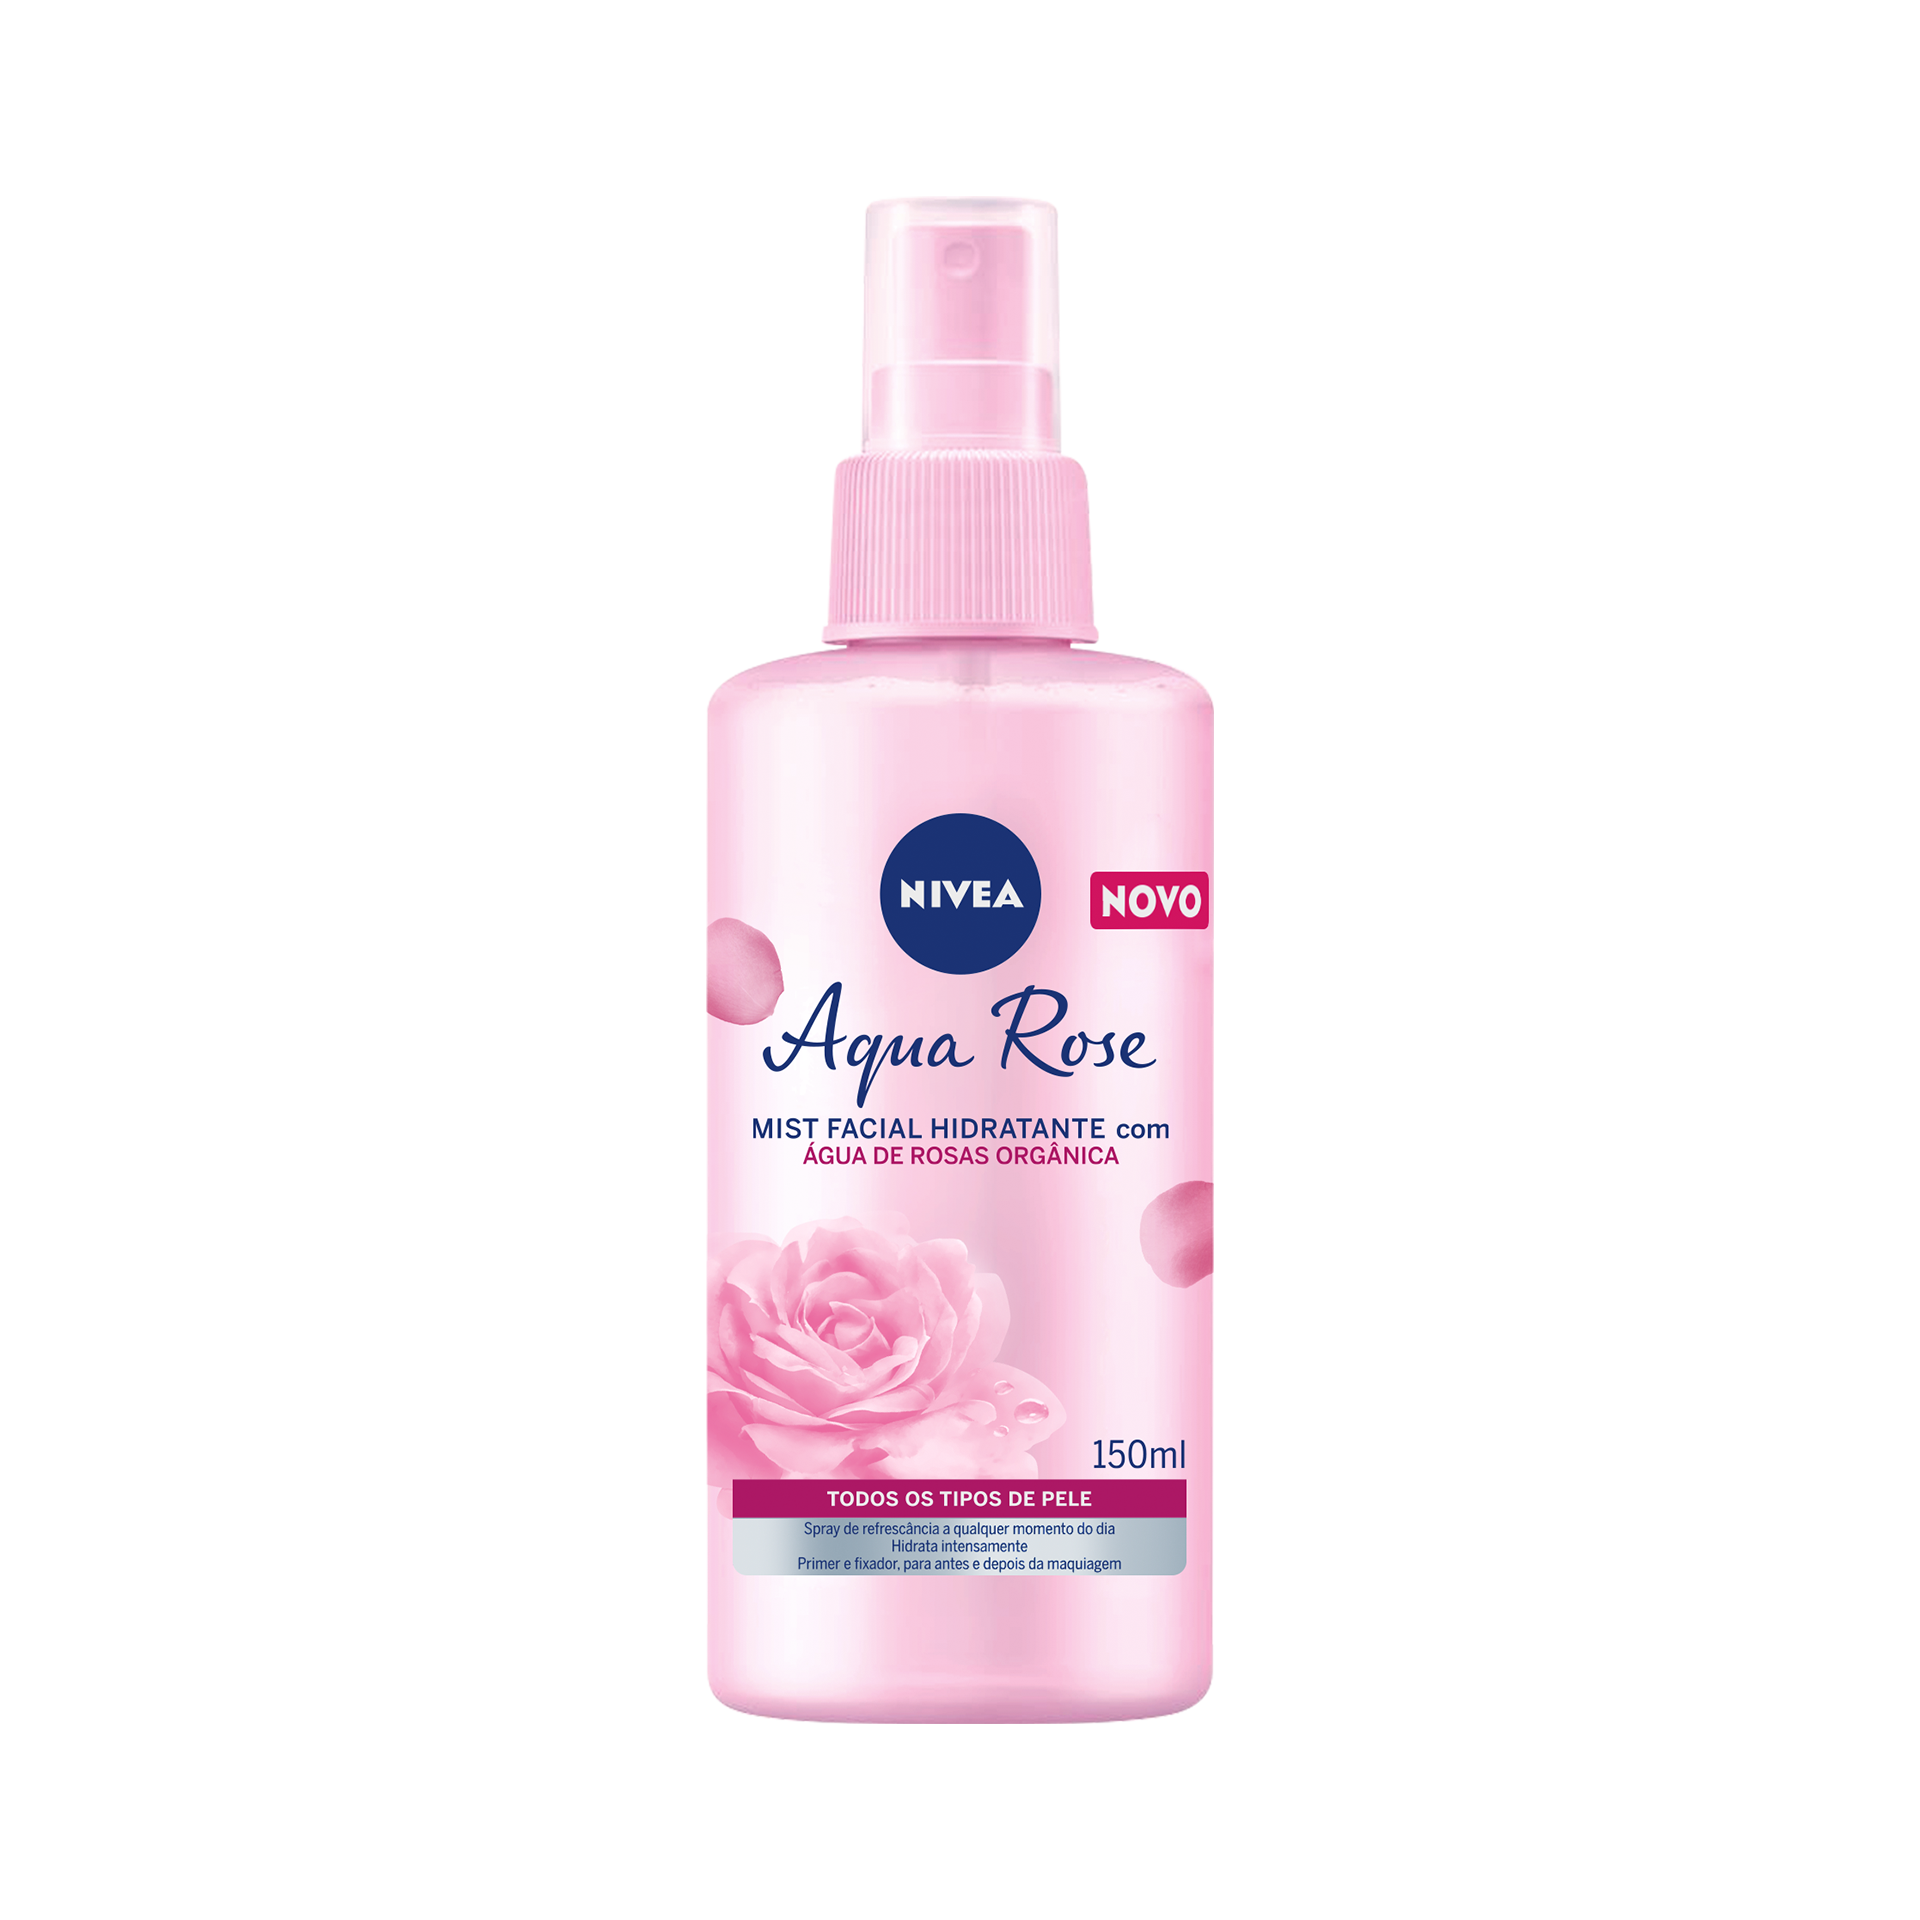 NIVEA
NOVO
Aqua Rose
MIST FACIAL HIDRATANTE com
ÁGUA DE ROSAS ORGÂNICA
150ml
TODOS OS TIPOS DE PELE
Spray de refrescância a qualquer momento do dia
Hidrata intensamente
Primer e fixador, para antes e depois da maquiagem